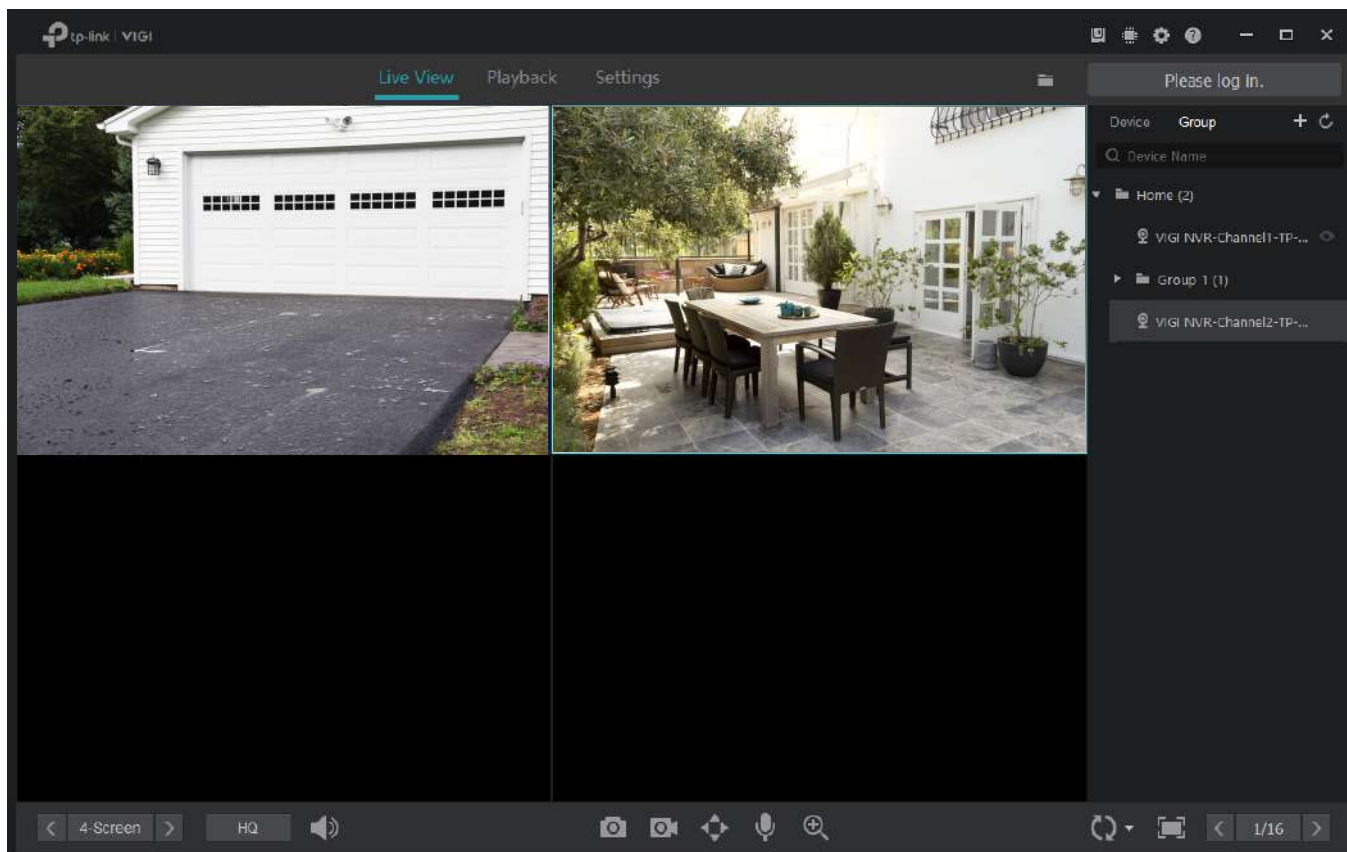 tp-link | VIGI
Live View Playback Settings
Please log in.
Device Group
Device Name
Home (2)
VIGI NVR-Channel1-TP-...
Group 1 (1)
VIGI NVR-Channel2-TP-...
4-Screen HQ 1/16